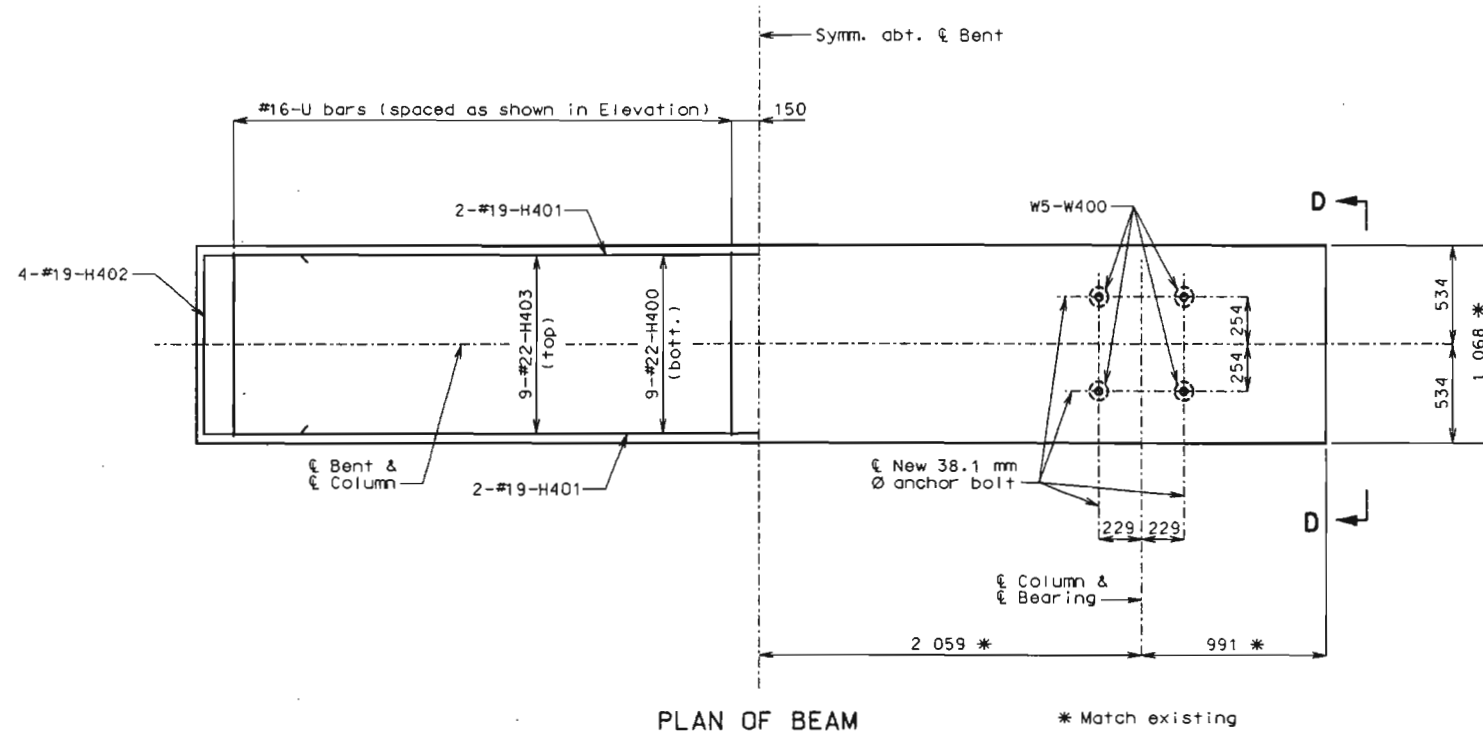 Symm. abt. ℄ Bent
#16-U bars (spaced as shown in Elevation)
150
2-#19-H401
W5-W400
D
4-#19-H402
9-#22-H403
(top)
9-#22-H400
(bott.)
254
254
534
534
1 068 *
℄ Bent &
℄ Column
2-#19-H401
℄ New 38.1 mm
Ø anchor bolt
D
229
229
℄ Column &
℄ Bearing
2 059 *
991 *
PLAN OF BEAM
* Match existing